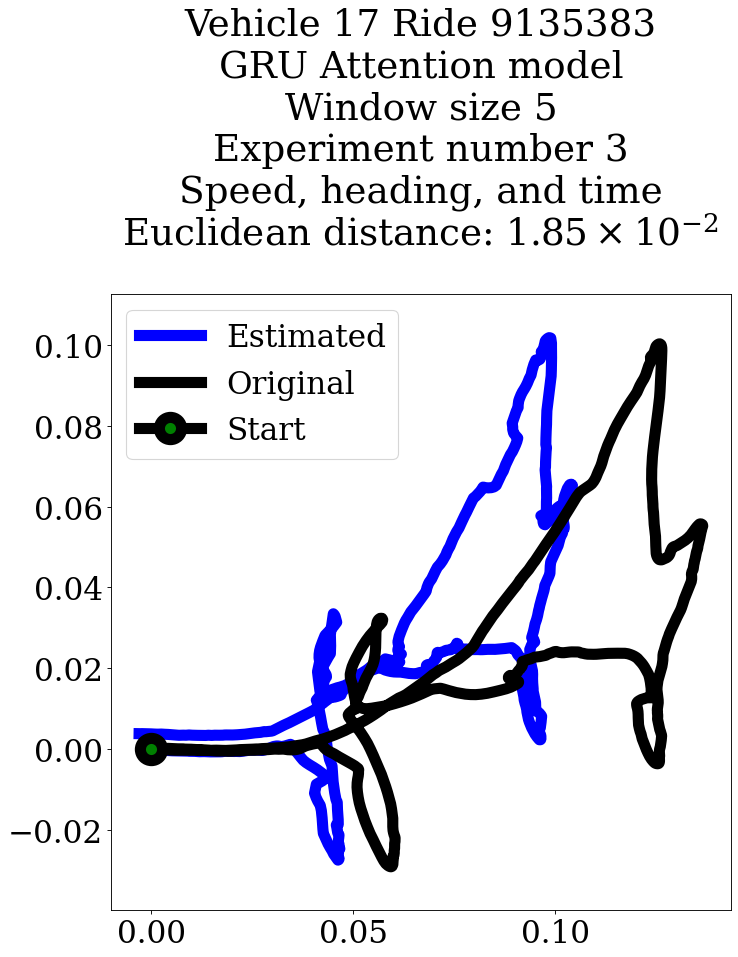 Vehicle 17 Ride 9135383
GRU Attention model
Window size 5
Experiment number 3
Speed, heading, and time
Euclidean distance: 1.85 × 10⁻²
Estimated
Original
Start
0.10
0.08
0.06
0.04
0.02
0.00
−0.02
0.00 0.05 0.10